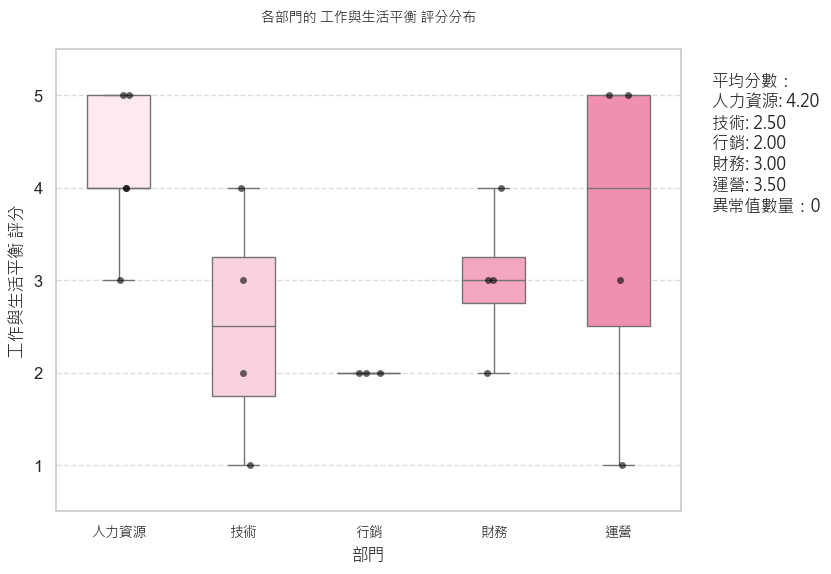 各部門的 工作與生活平衡 評分分布
平均分數：
人力資源: 4.20
技術: 2.50
行銷: 2.00
財務: 3.00
運營: 3.50
異常值數量：0
工作與生活平衡 評分
5
4
3
2
1
人力資源
技術
行銷
財務
運營
部門